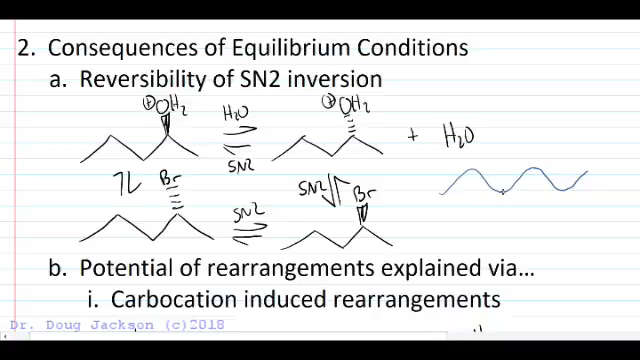 2. Consequences of Equilibrium Conditions
a. Reversibility of SN2 inversion
⊕OH2 H2O ⊕OH2
SN2 + H2O
Br SN2 Br
SN2
b. Potential of rearrangements explained via...
i. Carbocation induced rearrangements
Dr. Doug Jackson (c)2018